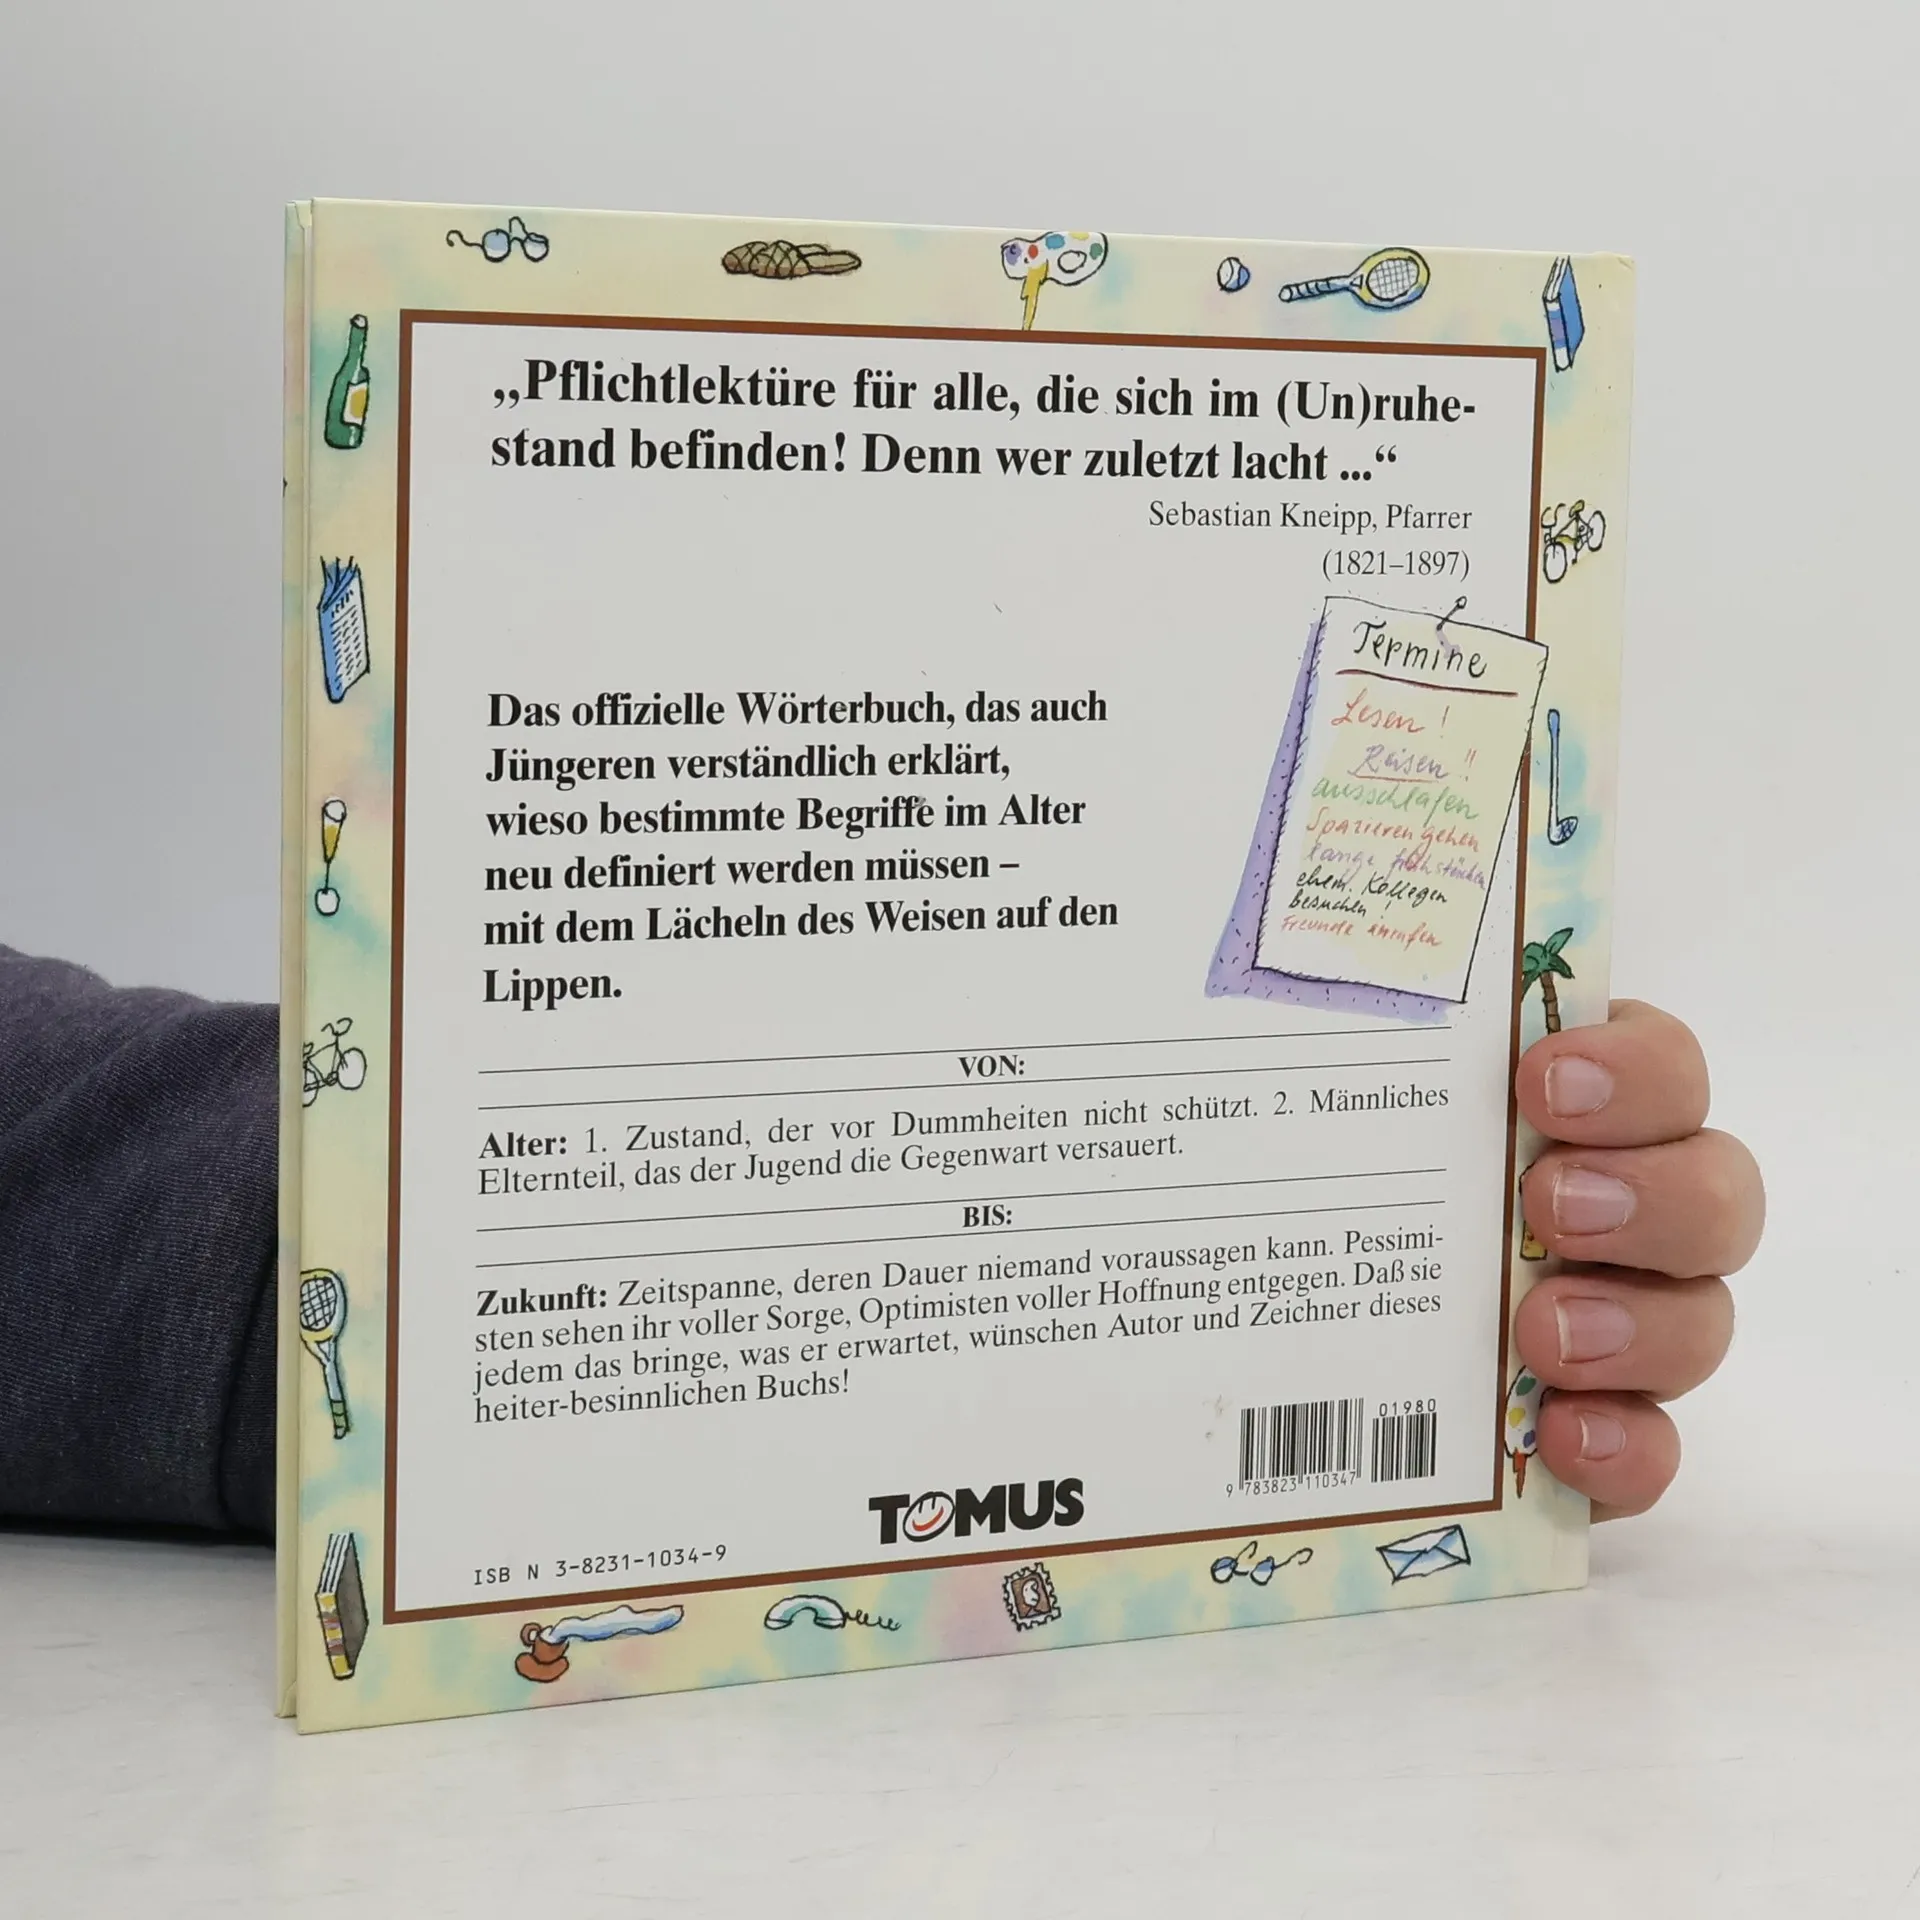 „Pflichtlektüre für alle, die sich im (Un)ruhe-
stand befinden! Denn wer zuletzt lacht ...“
Sebastian Kneipp, Pfarrer
(1821–1897)
Termine
Lesen !
Reisen !!
ausschlafen
Spazieren gehen
lange frühstücken
ehem. Kollegen
besuchen !
Freunde anrufen
Das offizielle Wörterbuch, das auch
Jüngeren verständlich erklärt,
wieso bestimmte Begriffe im Alter
neu definiert werden müssen –
mit dem Lächeln des Weisen auf den
Lippen.
VON:
Alter: 1. Zustand, der vor Dummheiten nicht schützt. 2. Männliches
Elternteil, das der Jugend die Gegenwart versauert.
BIS:
Zukunft: Zeitspanne, deren Dauer niemand voraussagen kann. Pessimi-
sten sehen ihr voller Sorge, Optimisten voller Hoffnung entgegen. Daß sie
jedem das bringe, was er erwartet, wünschen Autor und Zeichner dieses
heiter-besinnlichen Buchs!
01980
9 783823 110347
TOMUS
ISB N 3-8231-1034-9